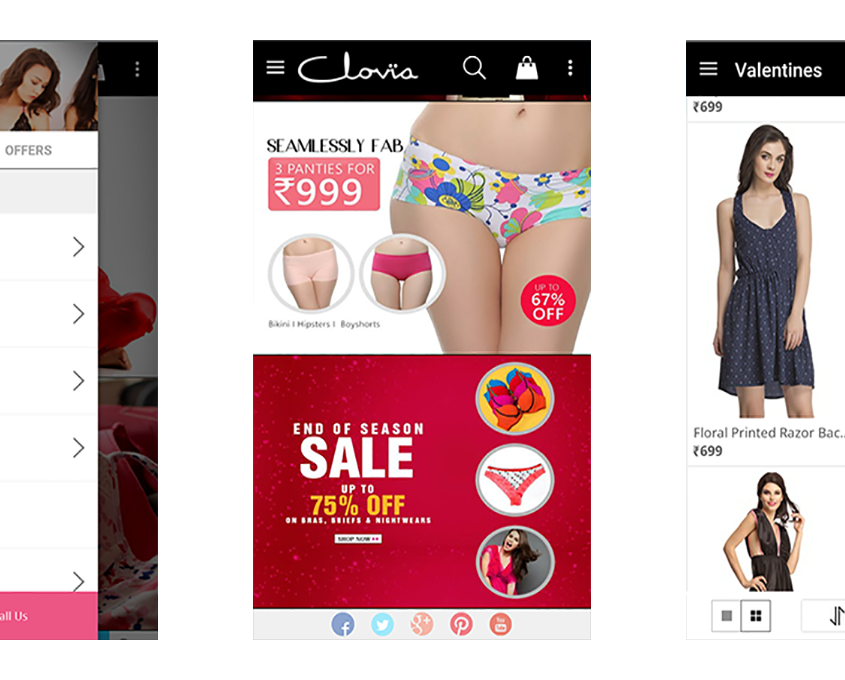 OFFERS
all Us
Clovia
SEAMLESSLY FAB
3 PANTIES FOR
₹999
Bikini I Hipsters I Boyshorts
UP TO
67%
OFF
END OF SEASON
SALE
UP TO
75% OFF
ON BRAS, BRIEFS & NIGHTWEARS
SHOP NOW
You
Tube
Valentines
₹699
Floral Printed Razor Bac..
₹699